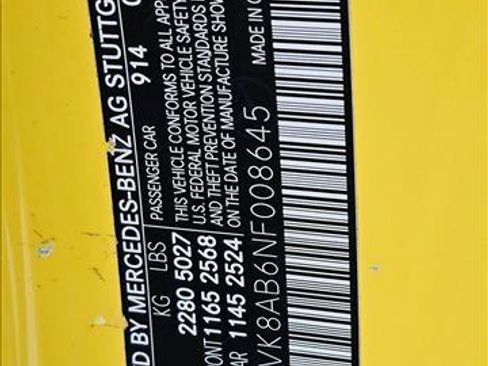 D BY MERCEDES-BENZ AG STUTTG
914
KG LBS PASSENGER CAR
2280 5027 THIS VEHICLE CONFORMS TO ALL APP
ONT 1165 2568 U.S. FEDERAL MOTOR VEHICLE SAFETY
AR 1145 2524 AND THEFT PREVENTION STANDARDS
ON THE DATE OF MANUFACTURE SHOW
VK8AB6NF008645 MADE IN